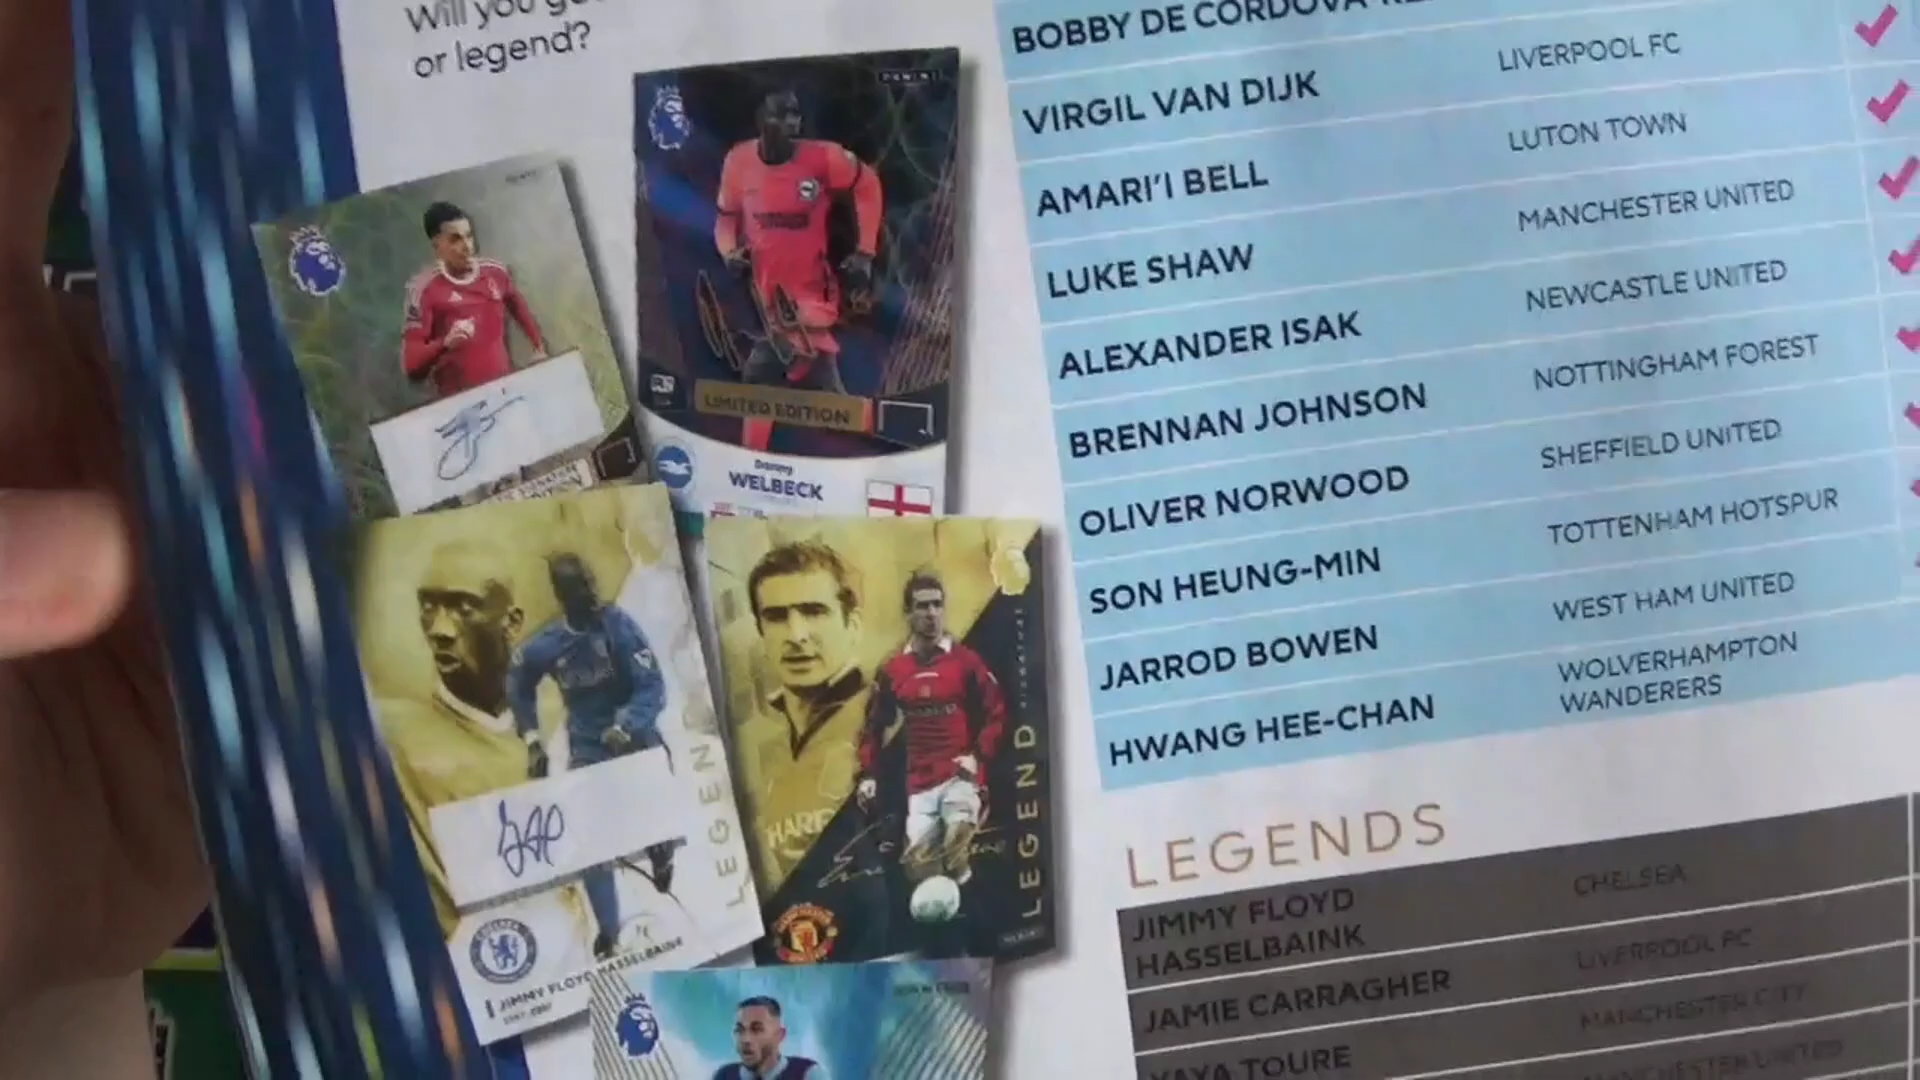 Will you
or legend?
PANINI
LIMITED EDITION
Danny
WELBECK
LEGEND
JIMMY FLOYD HASSELBAINK
LEGEND
BOBBY DE CORDOVA
VIRGIL VAN DIJK
LIVERPOOL FC
AMARI'I BELL
LUTON TOWN
LUKE SHAW
MANCHESTER UNITED
ALEXANDER ISAK
NEWCASTLE UNITED
BRENNAN JOHNSON
NOTTINGHAM FOREST
OLIVER NORWOOD
SHEFFIELD UNITED
SON HEUNG-MIN
TOTTENHAM HOTSPUR
JARROD BOWEN
WEST HAM UNITED
HWANG HEE-CHAN
WOLVERHAMPTON
WANDERERS
LEGENDS
JIMMY FLOYD
HASSELBAINK
CHELSEA
JAMIE CARRAGHER
LIVERPOOL FC
YAYA TOURE
MANCHESTER CITY
MANCHESTER UNITED